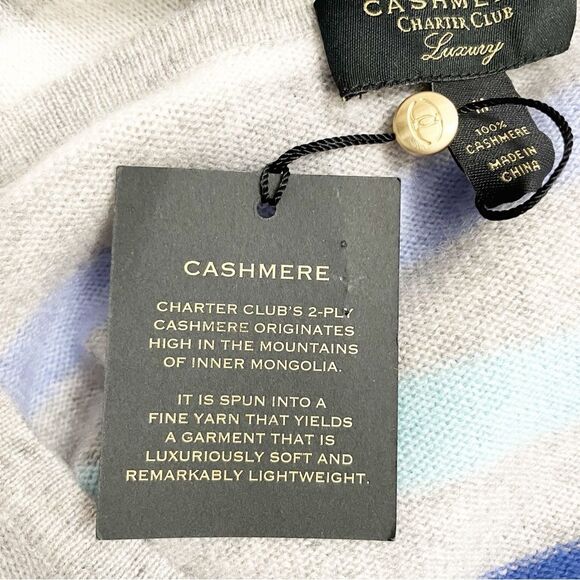 CASHMERE
CHARTER CLUB
Luxury
100%
CASHMERE
MADE IN
CHINA
CASHMERE
CHARTER CLUB'S 2-PLY
CASHMERE ORIGINATES
HIGH IN THE MOUNTAINS
OF INNER MONGOLIA.
IT IS SPUN INTO A
FINE YARN THAT YIELDS
A GARMENT THAT IS
LUXURIOUSLY SOFT AND
REMARKABLY LIGHTWEIGHT.